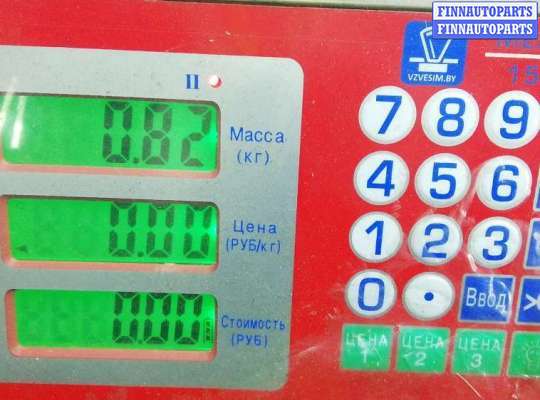 FINNAUTOPARTS
FINNAUTOPARTS
VZVESIM.BY
II
0.82
Масса
(кг)
7 8 9
4 5 6
0.00
Цена
(РУБ/кг)
1 2 3
0.00
Стоимость
(РУБ)
0 . Ввод
ЦЕНА 1
ЦЕНА 2
ЦЕНА 3